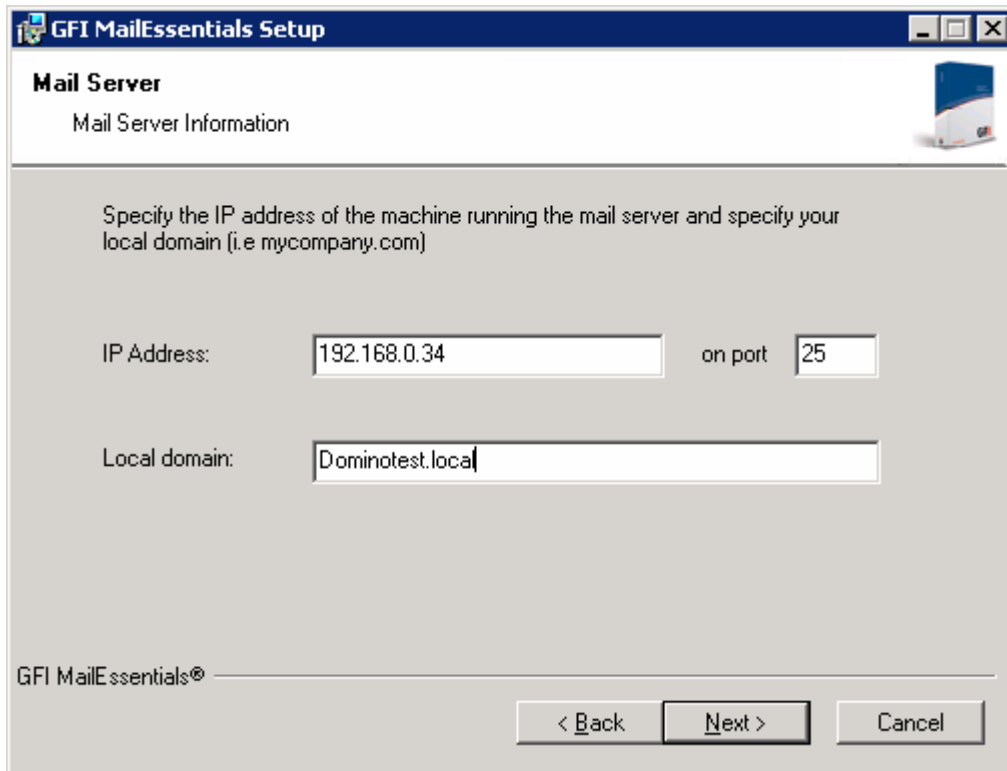 GFI MailEssentials Setup
Mail Server
Mail Server Information
GFI
Specify the IP address of the machine running the mail server and specify your
local domain (i.e mycompany.com)
IP Address: 192.168.0.34 on port 25
Local domain: Dominotest.local
GFI MailEssentials®
< Back Next > Cancel